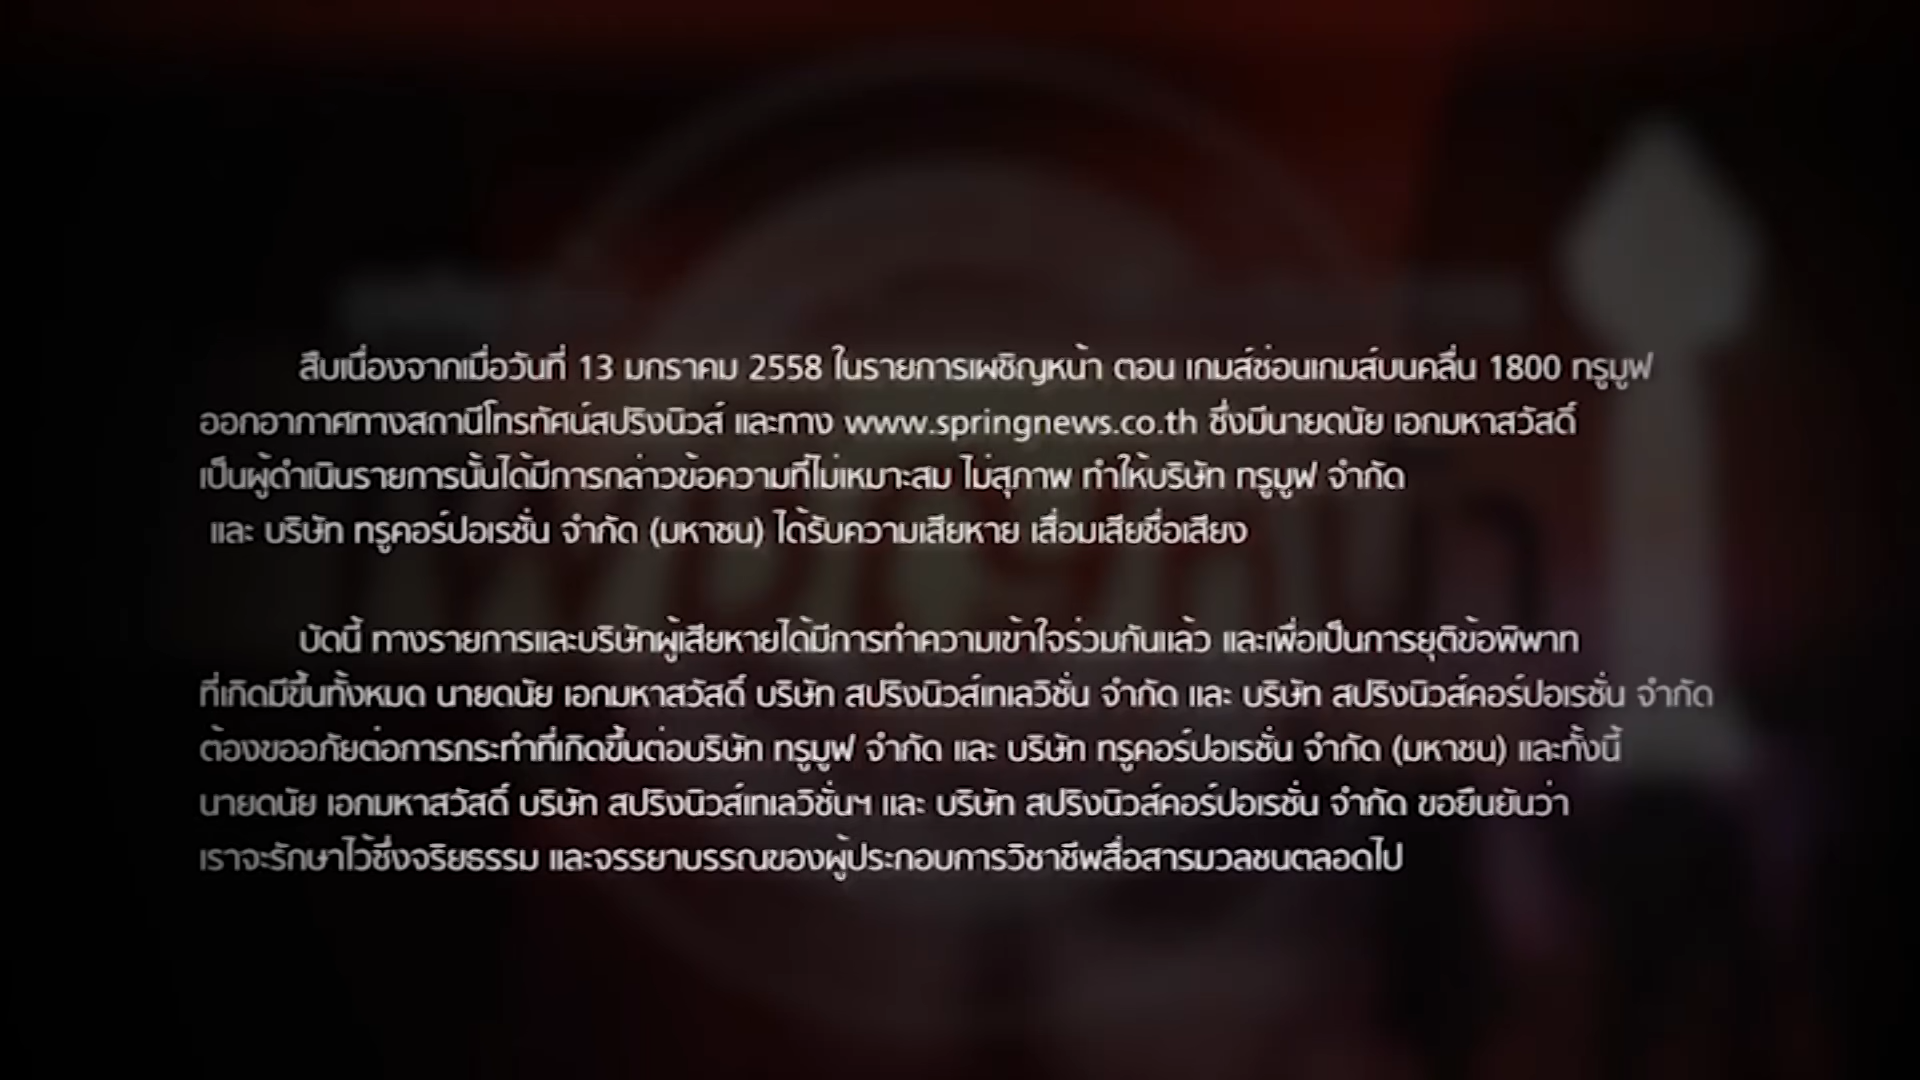 สืบเนื่องจากเมื่อวันที่ 13 มกราคม 2558 ในรายการเผชิญหน้า ตอน เกมส์ซ่อนเกมส์บนคลื่น 1800 ทรูมูฟ
ออกอากาศทางสถานีโทรทัศน์สปริงนิวส์ และทาง www.springnews.co.th ซึ่งมีนายดนัย เอกมหาสวัสดิ์
เป็นผู้ดำเนินรายการนั้นได้มีการกล่าวข้อความที่ไม่เหมาะสม ไม่สุภาพ ทำให้บริษัท ทรูมูฟ จำกัด
และ บริษัท ทรูคอร์ปอเรชั่น จำกัด (มหาชน) ได้รับความเสียหาย เสื่อมเสียชื่อเสียง
บัดนี้ ทางรายการและบริษัทผู้เสียหายได้มีการทำความเข้าใจร่วมกันแล้ว และเพื่อเป็นการยุติข้อพิพาท
ที่เกิดมีขึ้นทั้งหมด นายดนัย เอกมหาสวัสดิ์ บริษัท สปริงนิวส์เทเลวิชั่น จำกัด และ บริษัท สปริงนิวส์คอร์ปอเรชั่น จำกัด
ต้องขออภัยต่อการกระทำที่เกิดขึ้นต่อบริษัท ทรูมูฟ จำกัด และ บริษัท ทรูคอร์ปอเรชั่น จำกัด (มหาชน) และทั้งนี้
นายดนัย เอกมหาสวัสดิ์ บริษัท สปริงนิวส์เทเลวิชั่นฯ และ บริษัท สปริงนิวส์คอร์ปอเรชั่น จำกัด ขอยืนยันว่า
เราจะรักษาไว้ซึ่งจริยธรรม และจรรยาบรรณของผู้ประกอบการวิชาชีพสื่อสารมวลชนตลอดไป